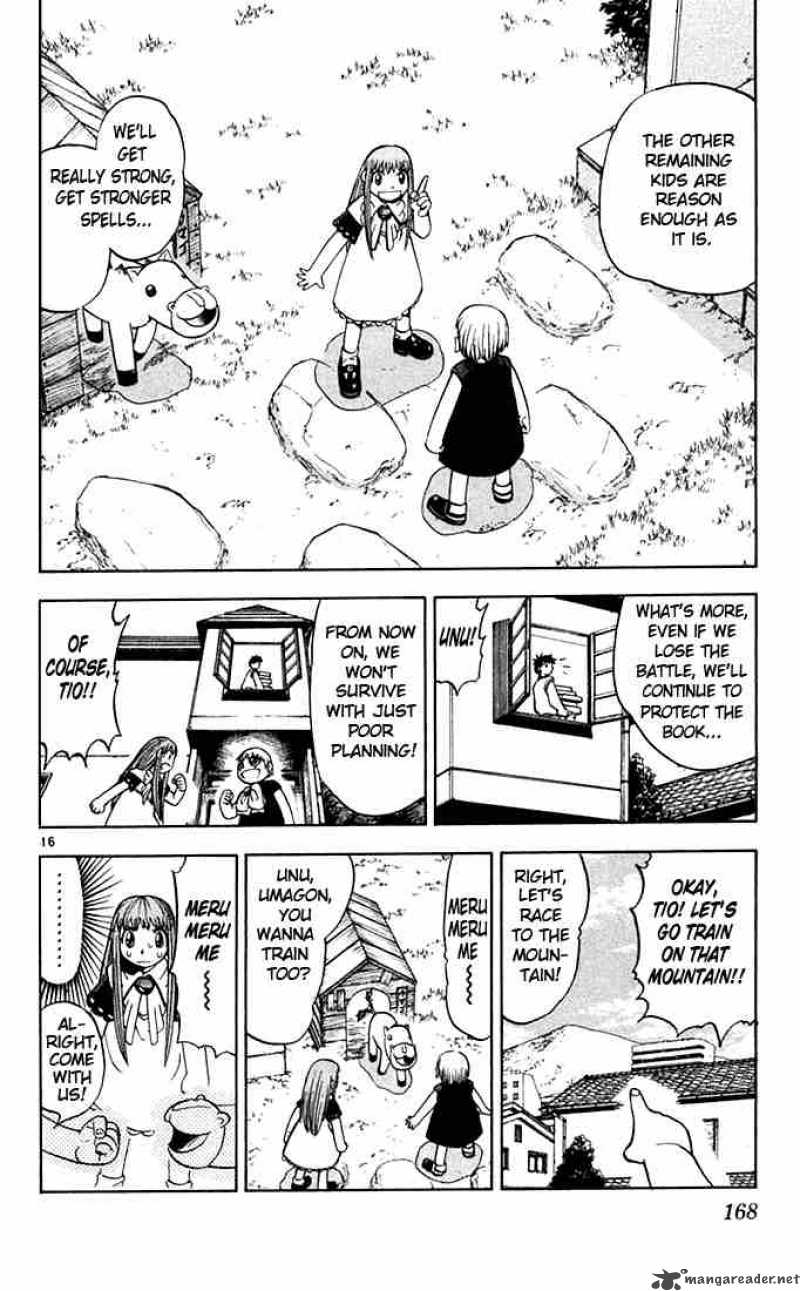 THE OTHER
REMAINING
KIDS ARE
REASON
ENOUGH AS
IT IS.
WE'LL
GET
REALLY STRONG,
GET STRONGER
SPELLS...
WHAT'S MORE,
EVEN IF WE
LOSE THE
BATTLE, WE'LL
CONTINUE TO
PROTECT THE
BOOK...
UNU!
FROM NOW
ON, WE
WON'T
SURVIVE
WITH JUST
POOR
PLANNING!
OF
COURSE,
TIO!!
16
OKAY,
TIO! LET'S
GO TRAIN
ON THAT
MOUNTAIN!!
RIGHT,
LET'S
RACE
TO THE
MOUN-
TAIN!
MERU
MERU
ME
UNU,
UMAGON,
YOU
WANNA
TRAIN
TOO?
MERU
MERU
ME
AL-
RIGHT,
COME
WITH
US!
168
mangareader.net